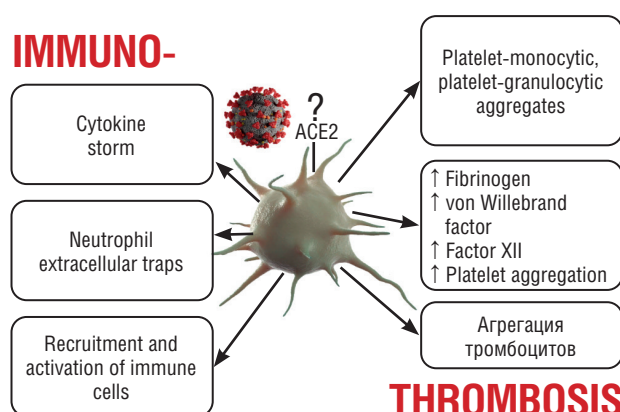 IMMUNO-
Cytokine
storm
Neutrophil
extracellular traps
Recruitment and
activation of immune
cells
?
ACE2
Platelet-monocytic,
platelet-granulocytic
aggregates
↑ Fibrinogen
↑ von Willebrand
factor
↑ Factor XII
↑ Platelet aggregation
Агрегация
тромбоцитов
THROMBOSIS